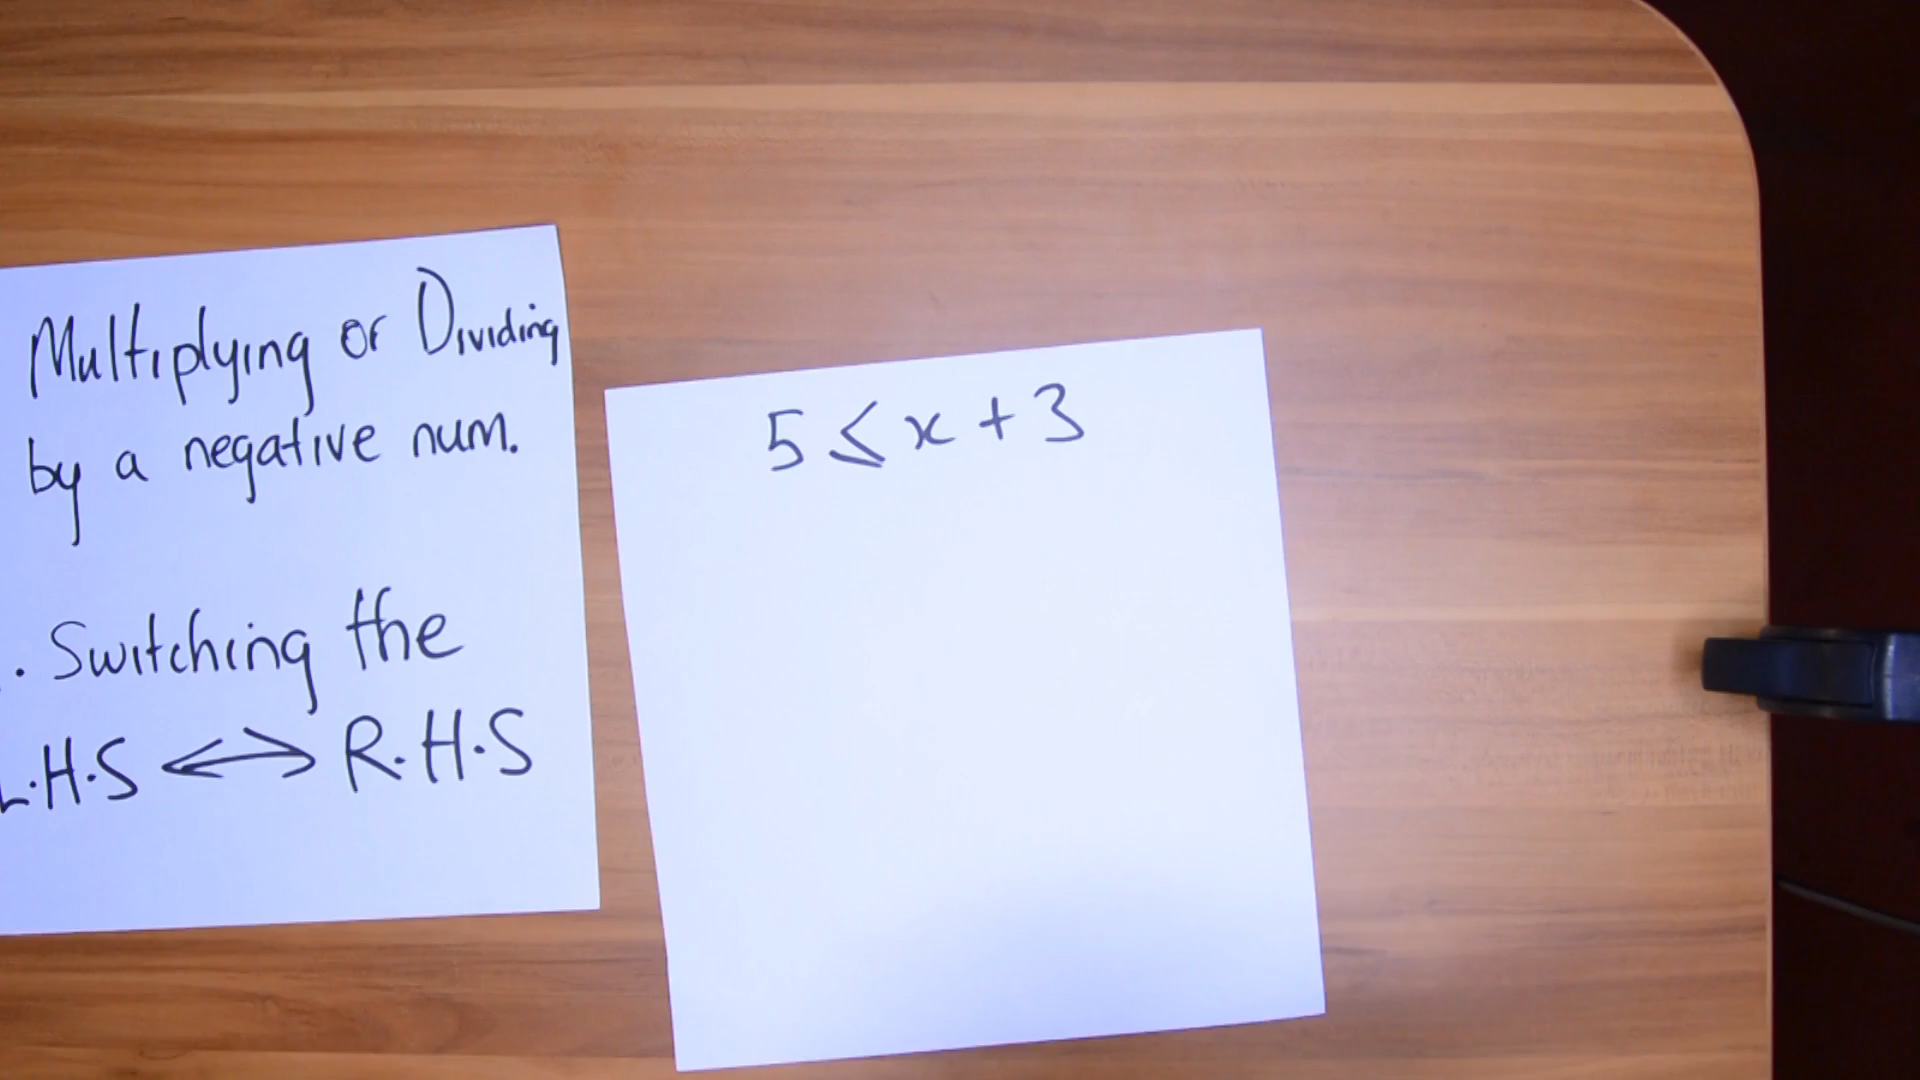 Multiplying or Dividing
by a negative num.
. Switching the
L.H.S ⟷ R.H.S
5 ≤ x + 3